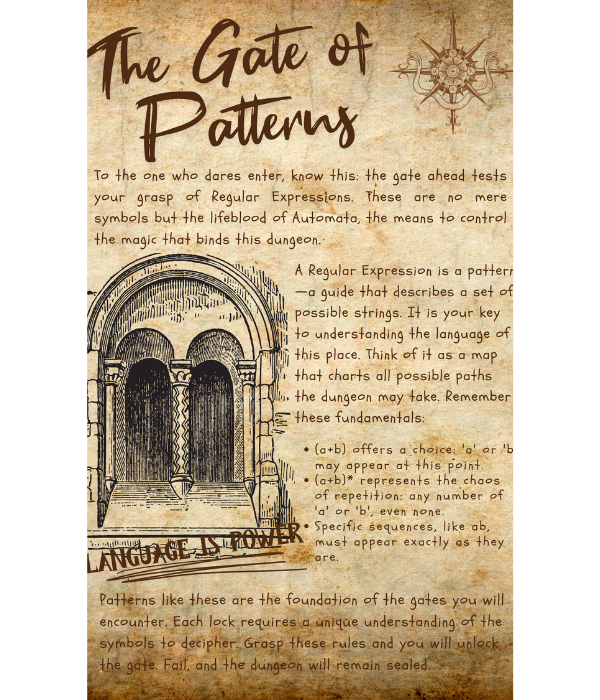 The Gate of
Patterns
To the one who dares enter, know this: the gate ahead tests
your grasp of Regular Expressions. These are no mere
symbols but the lifeblood of Automata, the means to control
the magic that binds this dungeon.
A Regular Expression is a pattern
—a guide that describes a set of
possible strings. It is your key
to understanding the language of
this place. Think of it as a map
that charts all possible paths
the dungeon may take. Remember
these fundamentals:
• (a+b) offers a choice: 'a' or 'b
may appear at this point.
• (a+b)* represents the chaos
of repetition: any number of
'a' or 'b', even none.
• Specific sequences, like ab,
must appear exactly as they
are.
LANGUAGE IS POWER
Patterns like these are the foundation of the gates you will
encounter. Each lock requires a unique understanding of the
symbols to decipher. Grasp these rules and you will unlock
the gate. Fail, and the dungeon will remain sealed.